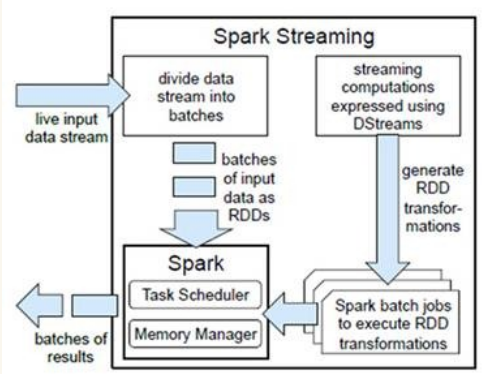 Spark Streaming
divide data
stream into
batches
streaming
computations
expressed using
DStreams
live input
data stream
batches
of input
data as
RDDs
generate
RDD
transfor-
mations
Spark
Task Scheduler
Memory Manager
Spark batch jobs
to execute RDD
transformations
batches of
results